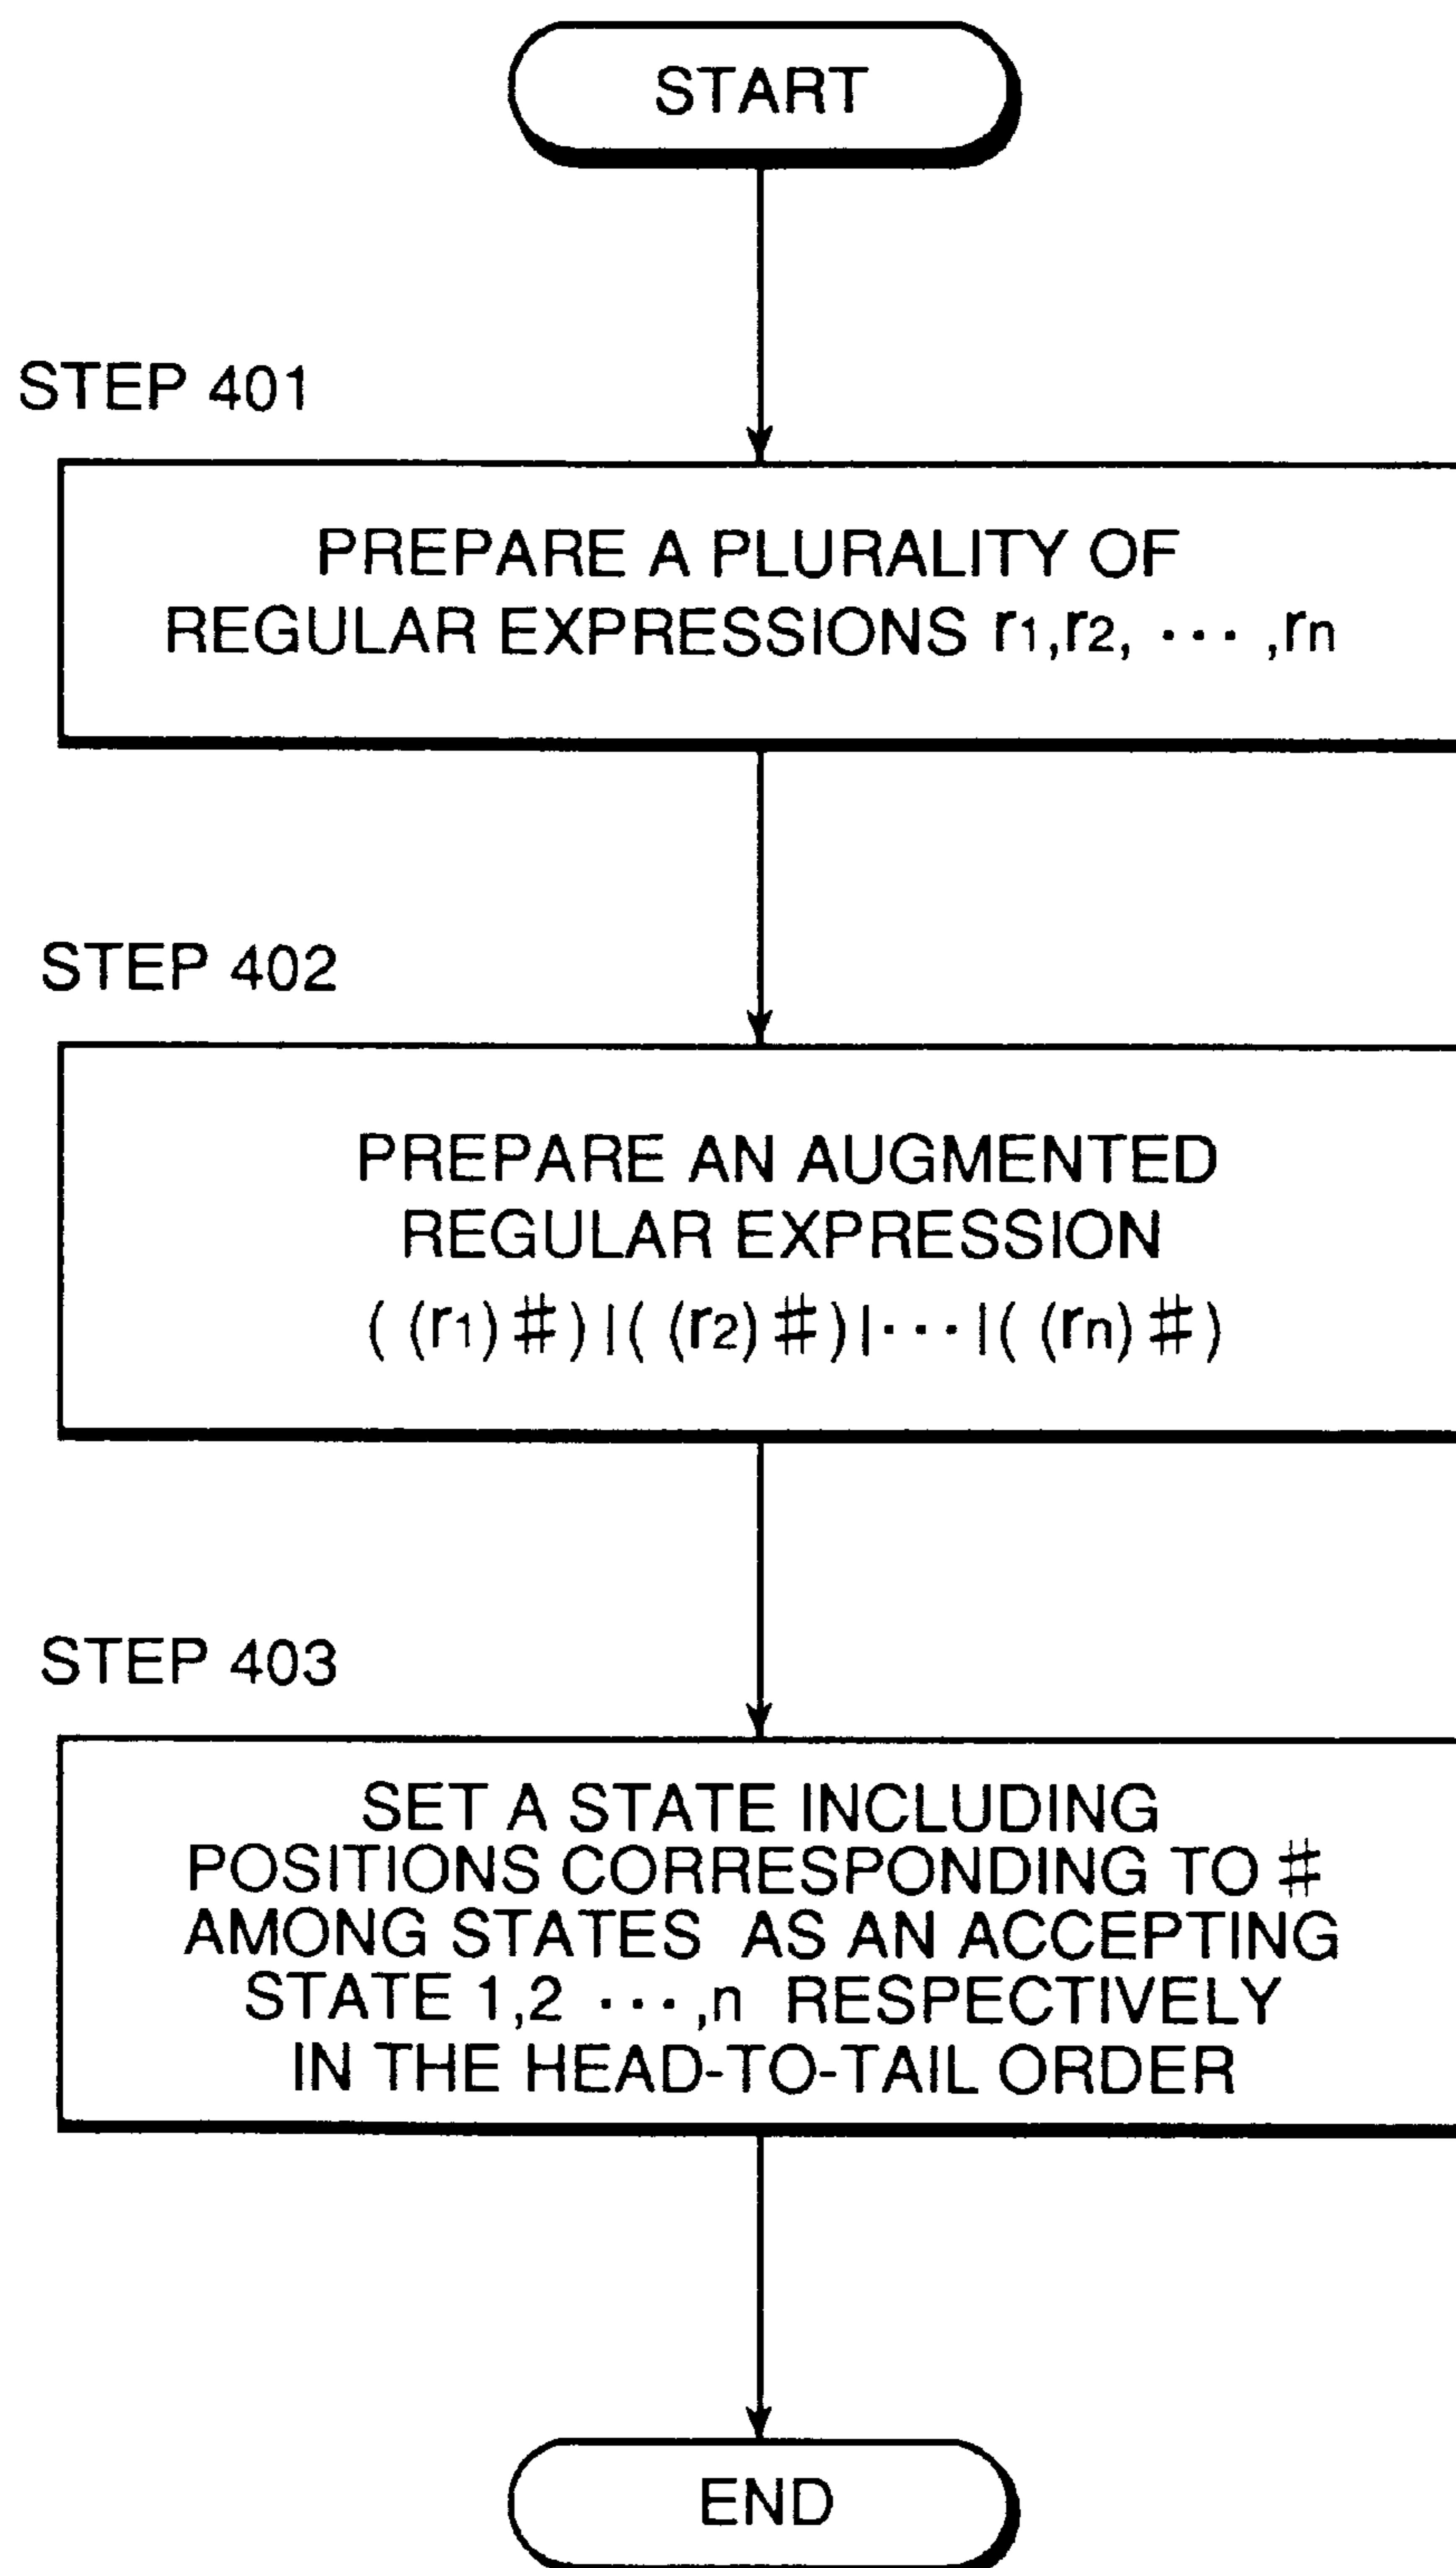 START
STEP 401
PREPARE A PLURALITY OF
REGULAR EXPRESSIONS r1,r2, ··· ,rn
STEP 402
PREPARE AN AUGMENTED
REGULAR EXPRESSION
( (r1) # ) | ( (r2) # ) | ··· | ( (rn) # )
STEP 403
SET A STATE INCLUDING
POSITIONS CORRESPONDING TO #
AMONG STATES AS AN ACCEPTING
STATE 1,2 ··· ,n RESPECTIVELY
IN THE HEAD-TO-TAIL ORDER
END